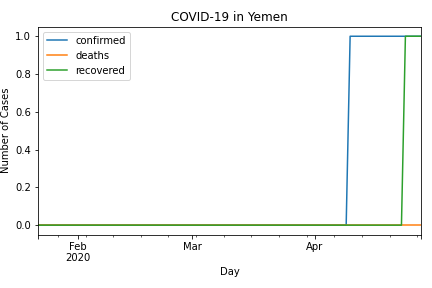 COVID-19 in Yemen
confirmed
deaths
recovered
Number of Cases
1.0
0.8
0.6
0.4
0.2
0.0
Feb
2020
Mar
Apr
Day